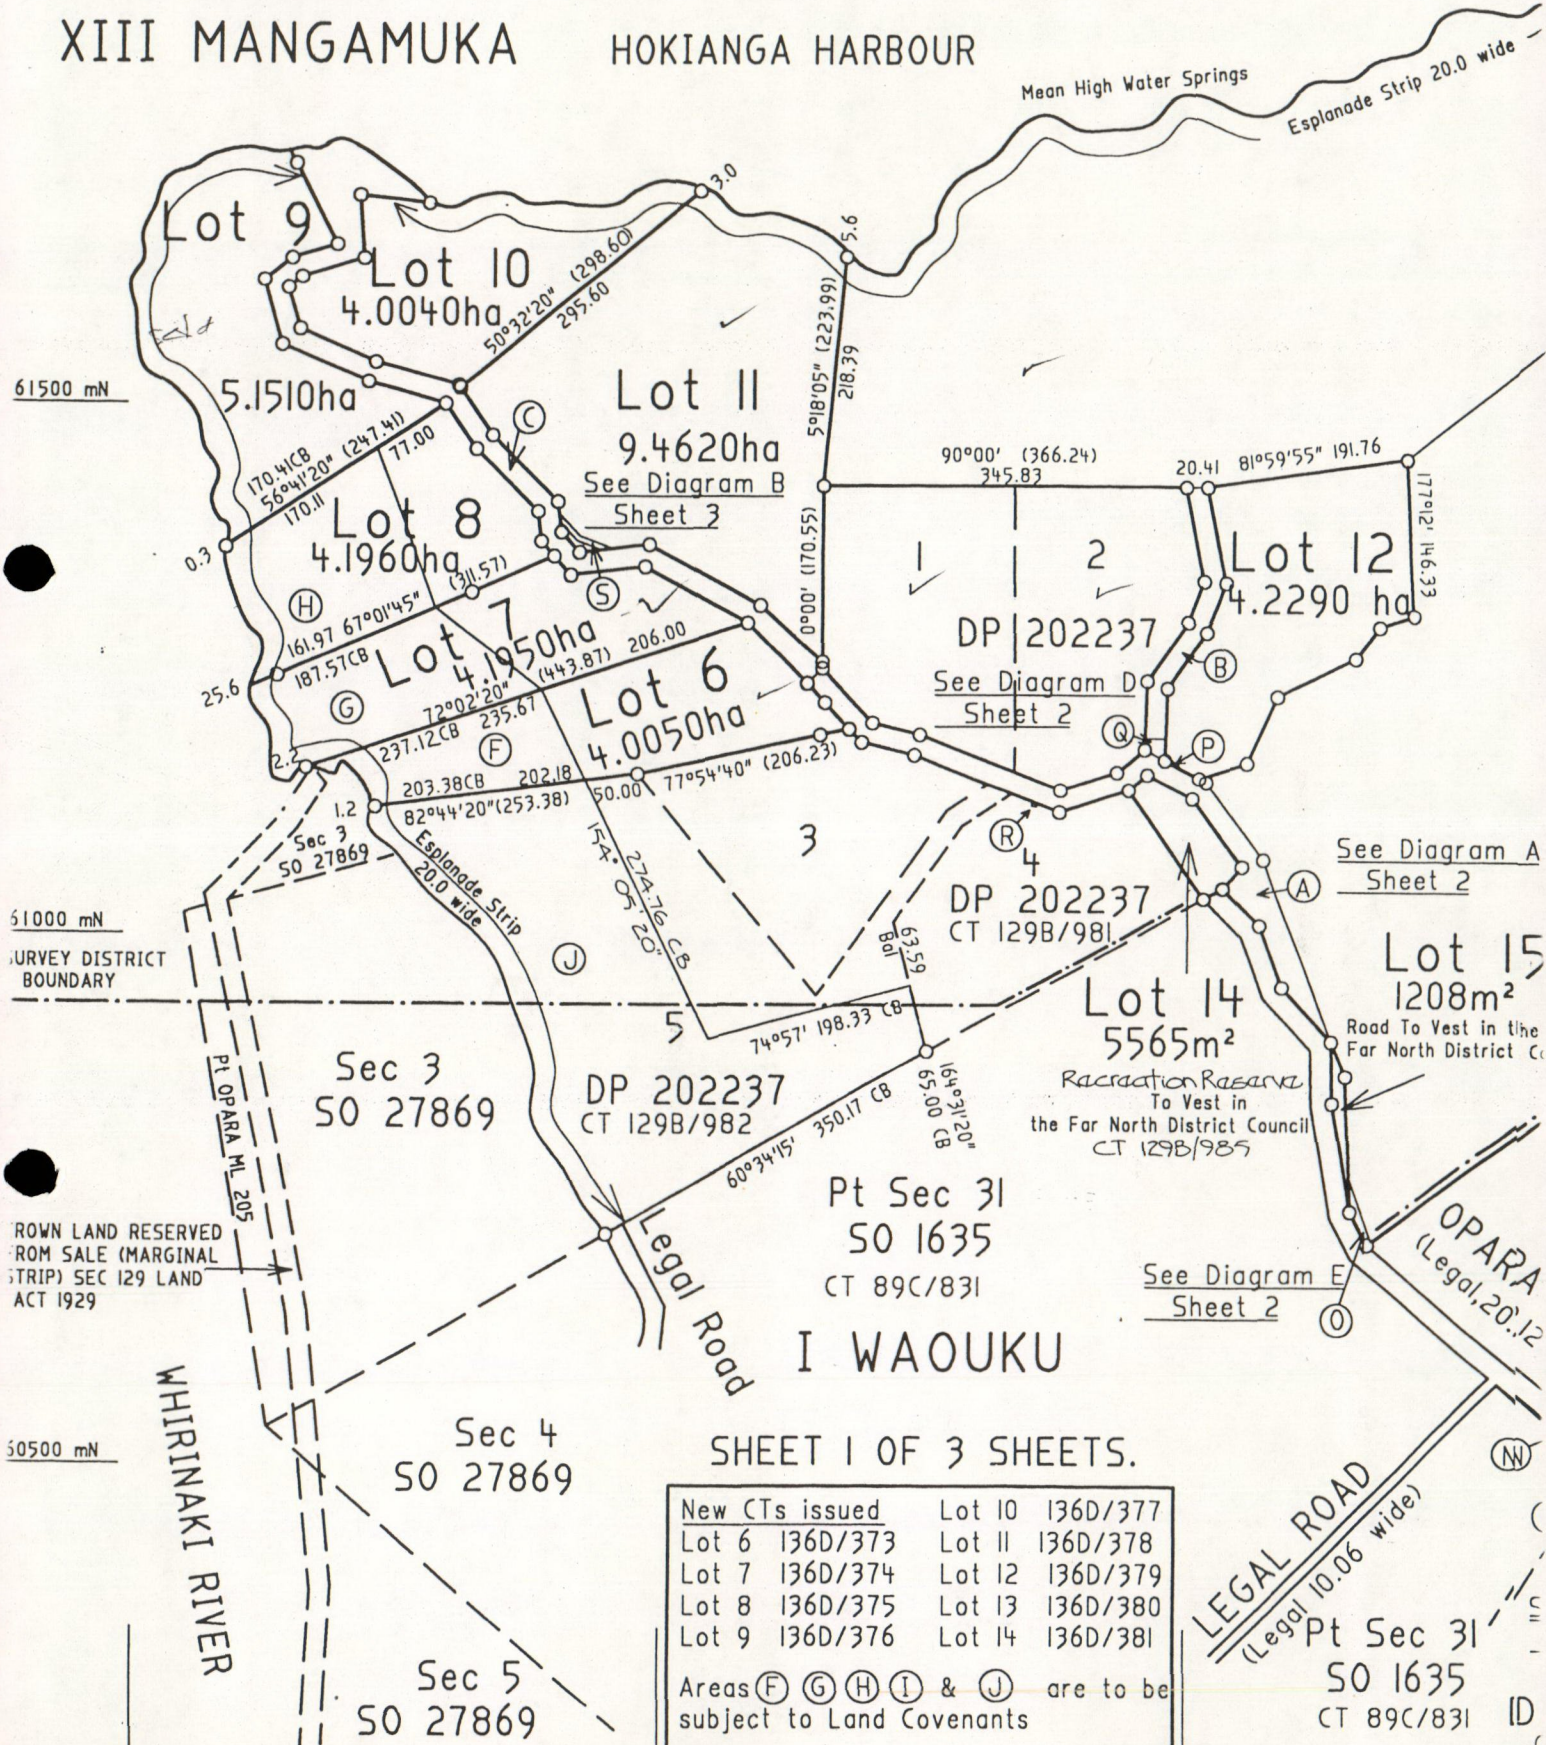 XIII MANGAMUKA
HOKIANGA HARBOUR
Mean High Water Springs
Esplanade Strip 20.0 wide
3.0
5.6
Lot 9
5.1510ha
Lot 10
4.0040ha
50°32'20" (298.60)
295.60
Lot 11
9.4620ha
See Diagram B
Sheet 3
5°18'05" (223.99)
218.39
61500 mN
C
170.41CB
56°41'20" (247.41)
170.11
77.00
90°00' (366.24)
345.83
20.41
81°59'55" 191.76
177°12' 146.33
0.3
Lot 8
4.1960ha
H
S
(311.57)
161.97 67°01'45"
187.57CB
0°00' (170.55)
1
2
DP 202237
See Diagram D
Sheet 2
Lot 12
4.2290 ha
B
Q
P
25.6
Lot 7
4.1950ha
G
72°02'20"
(443.87)
206.00
237.12CB
235.67
2.2
F
Lot 6
4.0050ha
203.38CB
202.18
82°44'20"(253.38)
50.00
77°54'40" (206.23)
1.2
Sec 3
SO 27869
Esplanade Strip
20.0 wide
3
R
4
DP 202237
CT 129B/981
See Diagram A
Sheet 2
A
274.76 CB
154° 05' 20"
63.59
Bal
61000 mN
SURVEY DISTRICT
BOUNDARY
J
5
74°57' 198.33 CB
Lot 14
5565m²
Recreation Reserve
To Vest in
the Far North District Council
CT 129B/985
Lot 15
1208m²
Road To Vest in the
Far North District C
Pt OPARA ML 205
Sec 3
SO 27869
DP 202237
CT 129B/982
60°34'15"
350.17 CB
164°31'20"
65.00 CB
Pt Sec 31
SO 1635
CT 89C/831
ROWN LAND RESERVED
ROM SALE (MARGINAL
STRIP) SEC 129 LAND
ACT 1929
Legal Road
See Diagram E
Sheet 2
O
OPARA
(Legal, 20.12
I WAOUKU
WHIRINAKI RIVER
60500 mN
Sec 4
SO 27869
SHEET 1 OF 3 SHEETS.
New CTs issued
Lot 10 136D/377
Lot 6 136D/373
Lot 11 136D/378
Lot 7 136D/374
Lot 12 136D/379
Lot 8 136D/375
Lot 13 136D/380
Lot 9 136D/376
Lot 14 136D/381
Areas F G H I & J are to be
subject to Land Covenants
LEGAL ROAD
(Legal 10.06 wide)
Sec 5
SO 27869
Pt Sec 31
SO 1635
CT 89C/831